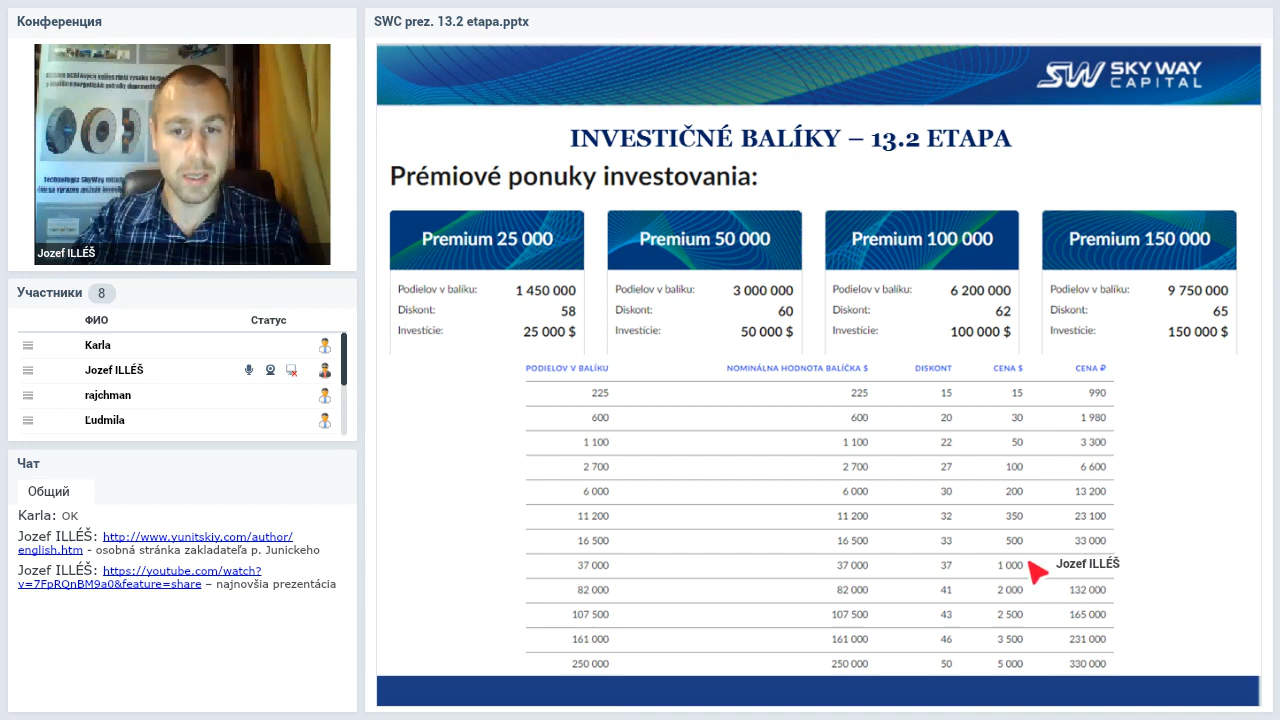 Конференция
Jozef ILLÉŠ
Участники 8
ФИО Статус
Karla
Jozef ILLÉŠ
rajchman
Ľudmila
Чат
Общий
Karla: OK
Jozef ILLÉŠ: http://www.yunitskiy.com/author/
english.htm - osobná stránka zakladateľa p. Junickeho
Jozef ILLÉŠ: https://youtube.com/watch?
v=7FpRQnBM9a0&feature=share – najnovšia prezentácia
SWC prez. 13.2 etapa.pptx
SW SKY WAY
CAPITAL
INVESTIČNÉ BALÍKY – 13.2 ETAPA
Prémiové ponuky investovania:
Premium 25 000
Podielov v balíku: 1 450 000
Diskont: 58
Investície: 25 000 $
Premium 50 000
Podielov v balíku: 3 000 000
Diskont: 60
Investície: 50 000 $
Premium 100 000
Podielov v balíku: 6 200 000
Diskont: 62
Investície: 100 000 $
Premium 150 000
Podielov v balíku: 9 750 000
Diskont: 65
Investície: 150 000 $
PODIELOV V BALÍKU NOMINÁLNA HODNOTA BALÍČKA $ DISKONT CENA $ CENA ₽
225 225 15 15 990
600 600 20 30 1 980
1 100 1 100 22 50 3 300
2 700 2 700 27 100 6 600
6 000 6 000 30 200 13 200
11 200 11 200 32 350 23 100
16 500 16 500 33 500 33 000
37 000 37 000 37 1 000
Jozef ILLÉŠ
82 000 82 000 41 2 000 132 000
107 500 107 500 43 2 500 165 000
161 000 161 000 46 3 500 231 000
250 000 250 000 50 5 000 330 000